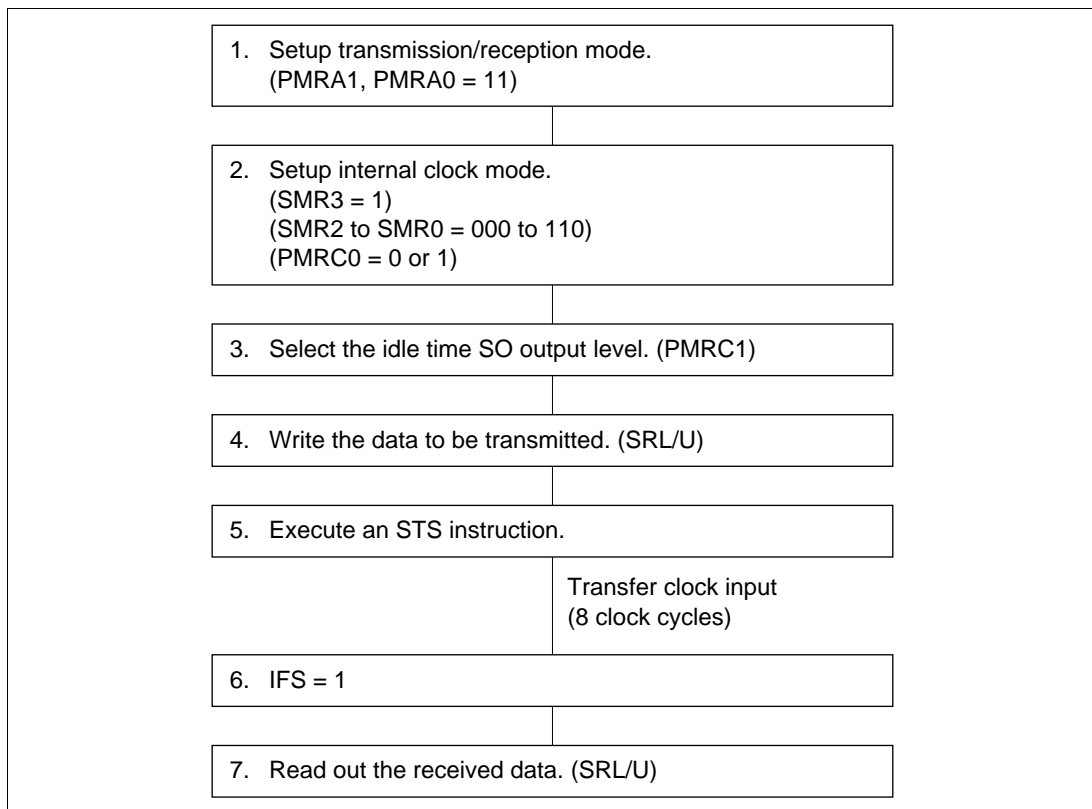 1. Setup transmission/reception mode.
(PMRA1, PMRA0 = 11)
2. Setup internal clock mode.
(SMR3 = 1)
(SMR2 to SMR0 = 000 to 110)
(PMRC0 = 0 or 1)
3. Select the idle time SO output level. (PMRC1)
4. Write the data to be transmitted. (SRL/U)
5. Execute an STS instruction.
Transfer clock input
(8 clock cycles)
6. IFS = 1
7. Read out the received data. (SRL/U)